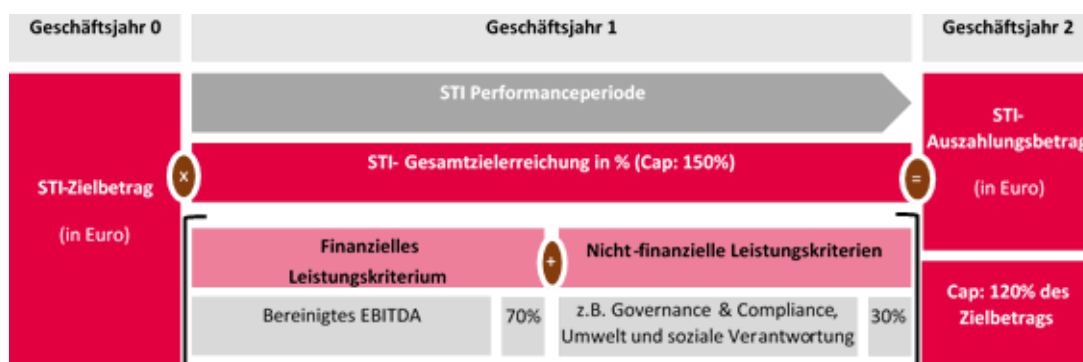 Geschäftsjahr 0
Geschäftsjahr 1
Geschäftsjahr 2
STI Performanceperiode
STI- Gesamtzielerreichung in % (Cap: 150%)
STI-Zielbetrag
(in Euro)
x
=
STI-
Auszahlungsbetrag
(in Euro)
Finanzielles
Leistungskriterium
+
Nicht-finanzielle Leistungskriterien
Bereinigtes EBITDA
70%
z.B. Governance & Compliance,
Umwelt und soziale Verantwortung
30%
Cap: 120% des
Zielbetrags